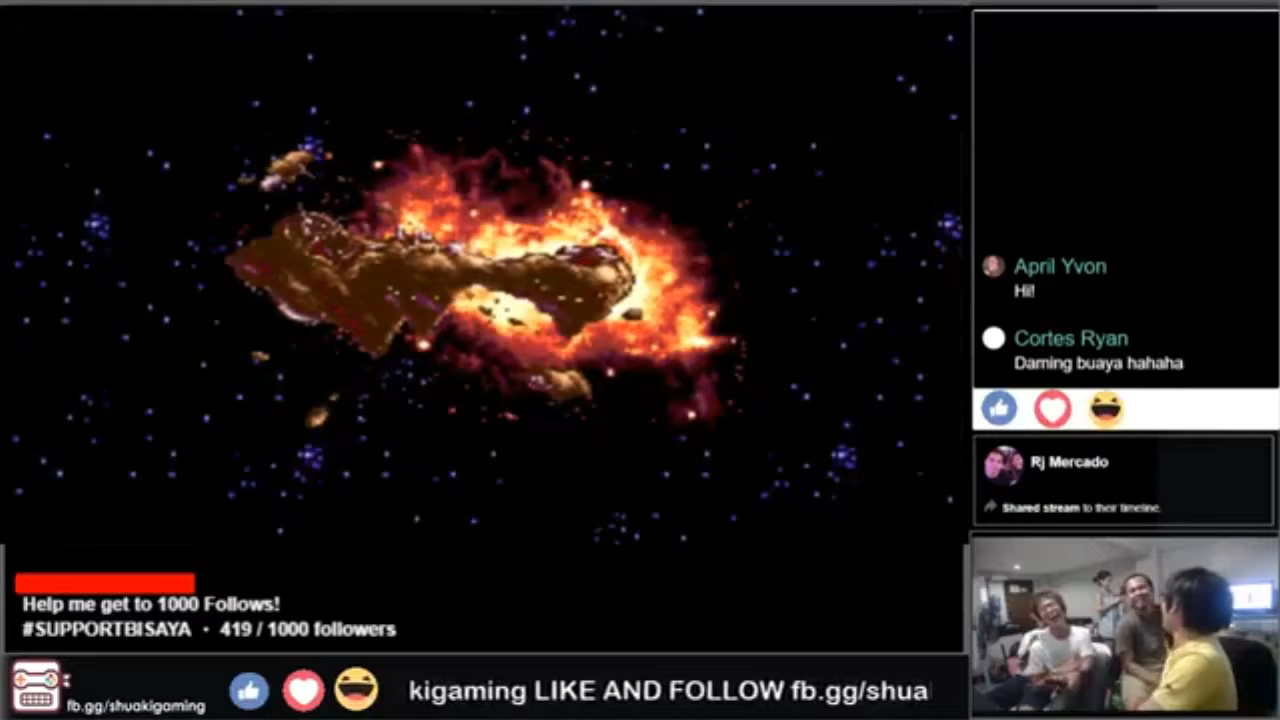 April Yvon
Hi!
Cortes Ryan
Daming buaya hahaha
Rj Mercado
Shared stream to their timeline.
Help me get to 1000 Follows!
#SUPPORTBISAYA · 419 / 1000 followers
fb.gg/shuakigaming
kigaming LIKE AND FOLLOW fb.gg/shua